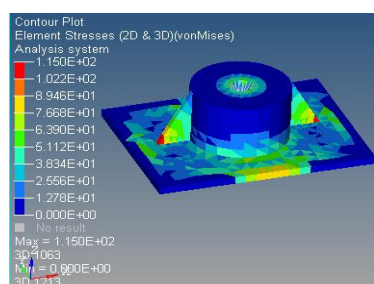 Contour Plot
Element Stresses (2D & 3D)(vonMises)
Analysis system
1.150E+02
1.022E+02
8.946E+01
7.668E+01
6.390E+01
5.112E+01
3.834E+01
2.556E+01
1.278E+01
0.000E+00
No result
Max = 1.150E+02
3D 1063
Min = 0.000E+00
3D 1213